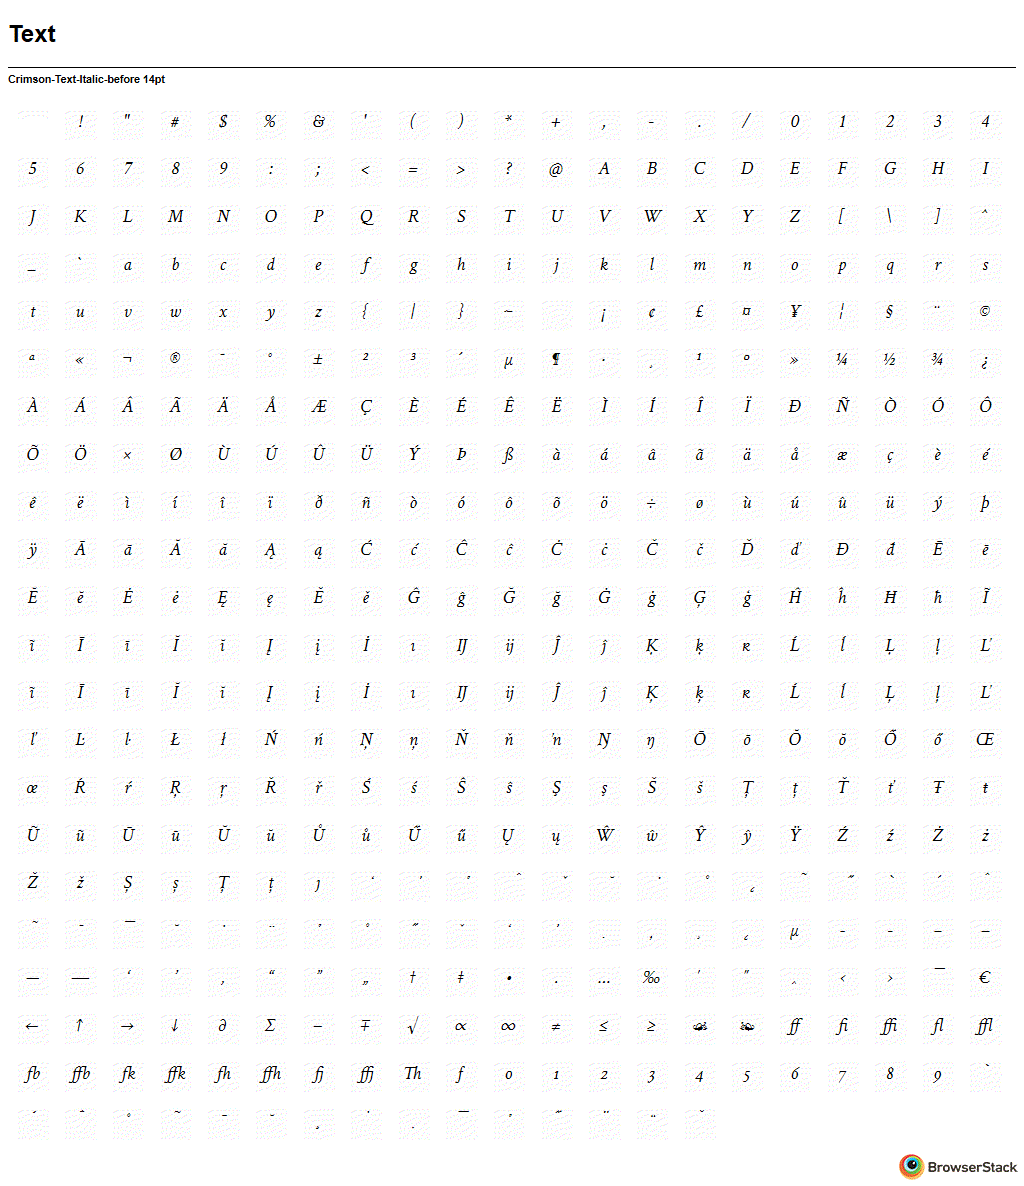 Text
Crimson-Text-Italic-before 14pt
! " # $ % & ' ( ) * + , - . / 0 1 2 3 4
5 6 7 8 9 : ; < = > ? @ A B C D E F G H I
J K L M N O P Q R S T U V W X Y Z [ \ ] ^
_ ` a b c d e f g h i j k l m n o p q r s
t u v w x y z { | } ~ ¡ ¢ £ ¤ ¥ ¦ § ¨ ©
ª « ¬ ® ¯ ° ± ² ³ ´ µ ¶ · ¸ ¹ º » ¼ ½ ¾ ¿
À Á Â Ã Ä Å Æ Ç È É Ê Ë Ì Í Î Ï Ð Ñ Ò Ó Ô
Õ Ö × Ø Ù Ú Û Ü Ý Þ ß à á â ã ä å æ ç è é
ê ë ì í î ï ð ñ ò ó ô õ ö ÷ ø ù ú û ü ý þ
ÿ Ā ā Ă ă Ą ą Ć ć Ĉ ĉ Ċ ċ Č č Ď ď Đ đ Ē ē
Ĕ ĕ Ė ė Ę ę Ě ě Ĝ ĝ Ğ ğ Ġ ġ Ģ ģ Ĥ ĥ Ħ ħ Ĩ
ĩ Ī ī Ĭ ĭ Į į İ ı Ĳ ĳ Ĵ ĵ Ķ ķ ĸ Ĺ ĺ Ļ ļ Ľ
ĩ Ī ī Ĭ ĭ Į į İ ı Ĳ ĳ Ĵ ĵ Ķ ķ ĸ Ĺ ĺ Ļ ļ Ľ
ľ Ŀ ŀ Ł ł Ń ń Ņ ņ Ň ň ŉ Ŋ ŋ Ō ō Ŏ ŏ Ő ő Œ
œ Ŕ ŕ Ŗ ŗ Ř ř Ś ś Ŝ ŝ Ş ş Š š Ţ ţ Ť ť Ŧ ŧ
Ũ ũ Ū ū Ŭ ŭ Ů ů Ű ű Ų ų Ŵ ŵ Ŷ ŷ Ÿ Ź ź Ż ż
Ž ž Ș ș Ț ț ȷ ʻ ʼ ʽ ˆ ˇ ˘ ˙ ˚ ˛ ˜ ˝ ̀ ́ ̂
̃ ̄ ̅ ̆ ̇ ̈ ̉ ̊ ̋ ̌ ̒ ̓ ̣ ̦ ̧ ̨ μ ‐ ‑ ‒ –
— ― ‘ ’ ‚ “ ” „ † ‡ • ․ … ‰ ′ ″ ‸ ‹ › ‾ €
← ↑ → ↓ ∂ Σ − ∓ √ ∝ ∞ ≠ ≤ ≥ ☙ ❧ ﬀ ﬁ ﬃ ﬂ ﬄ
fb ffb fk ffk fh ffh fj ffj Th f 0 1 2 3 4 5 6 7 8 9 `
´ ˆ ˚ ˜ ¯ ˘ ¸ ˙ . ¯ ̉ ˝ ¨ ¨ ˇ
BrowserStack